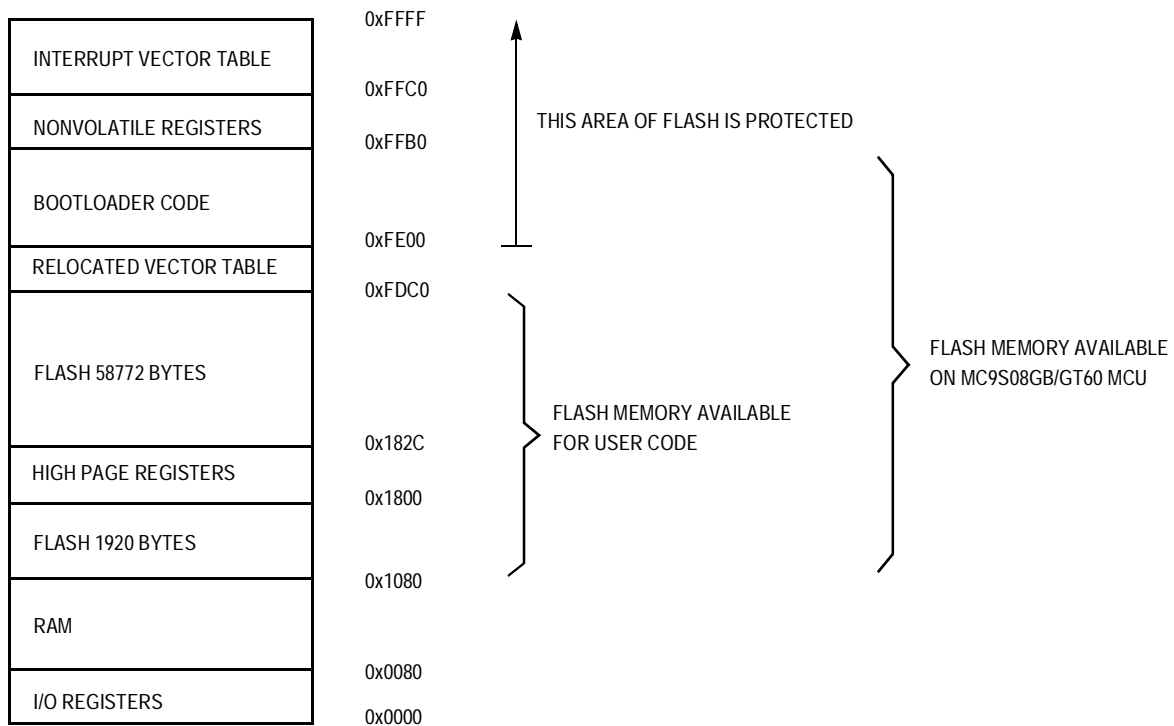 0xFFFF
INTERRUPT VECTOR TABLE
0xFFC0
THIS AREA OF FLASH IS PROTECTED
NONVOLATILE REGISTERS
0xFFB0
BOOTLOADER CODE
0xFE00
RELOCATED VECTOR TABLE
0xFDC0
FLASH 58772 BYTES
FLASH MEMORY AVAILABLE
ON MC9S08GB/GT60 MCU
FLASH MEMORY AVAILABLE
FOR USER CODE
0x182C
HIGH PAGE REGISTERS
0x1800
FLASH 1920 BYTES
0x1080
RAM
0x0080
I/O REGISTERS
0x0000